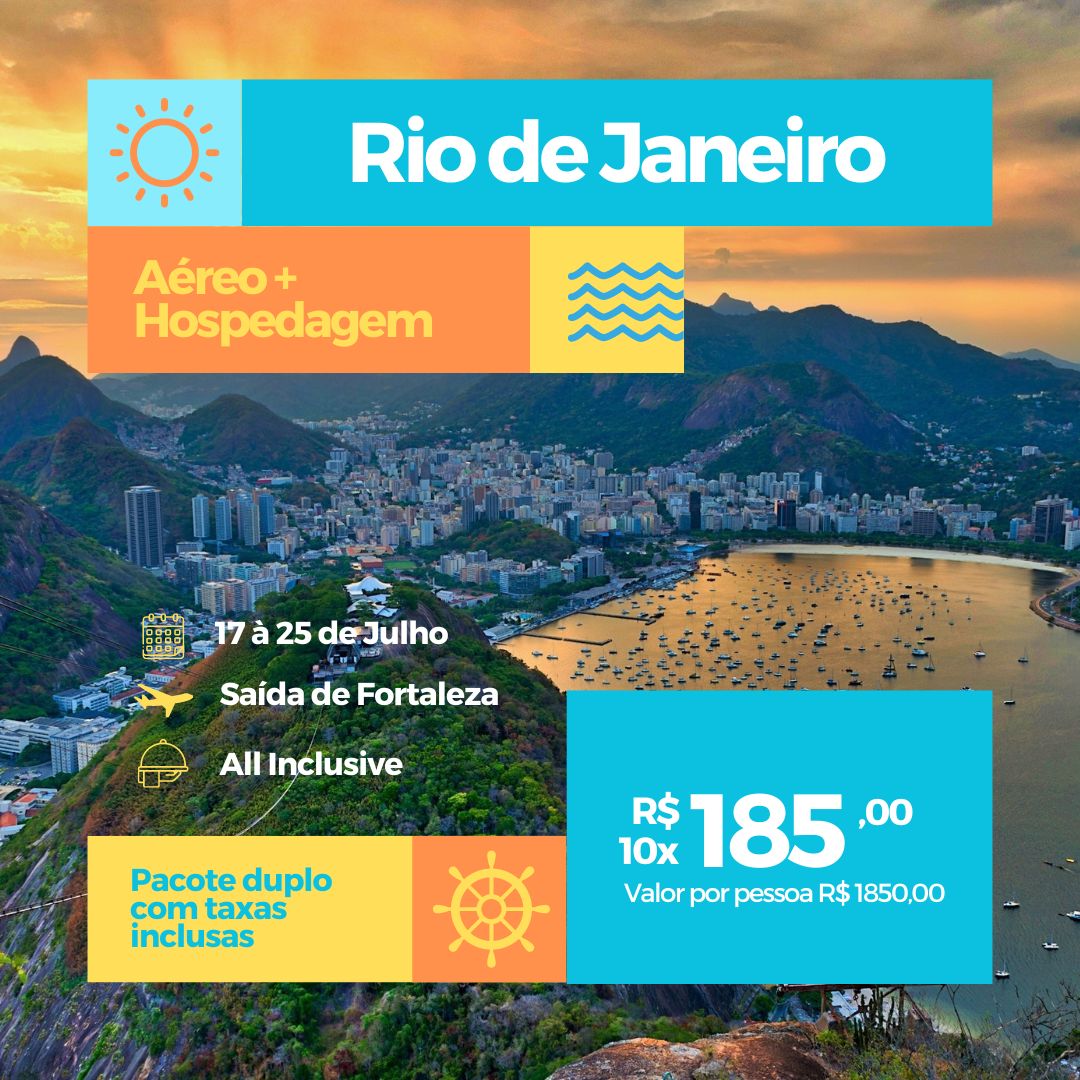 Rio de Janeiro
Aéreo +
Hospedagem
17 à 25 de Julho
Saída de Fortaleza
All Inclusive
R$ 185 ,00
10x
Valor por pessoa R$ 1850,00
Pacote duplo
com taxas
inclusas